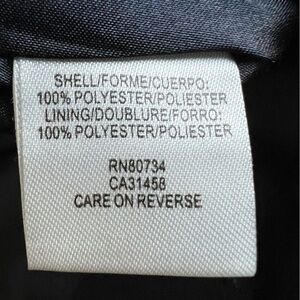 SHELL/FORME/CUERPO:
100% POLYESTER/POLIESTER
LINING/DOUBLURE/FORRO:
100% POLYESTER/POLIESTER
RN80734
CA31458
CARE ON REVERSE